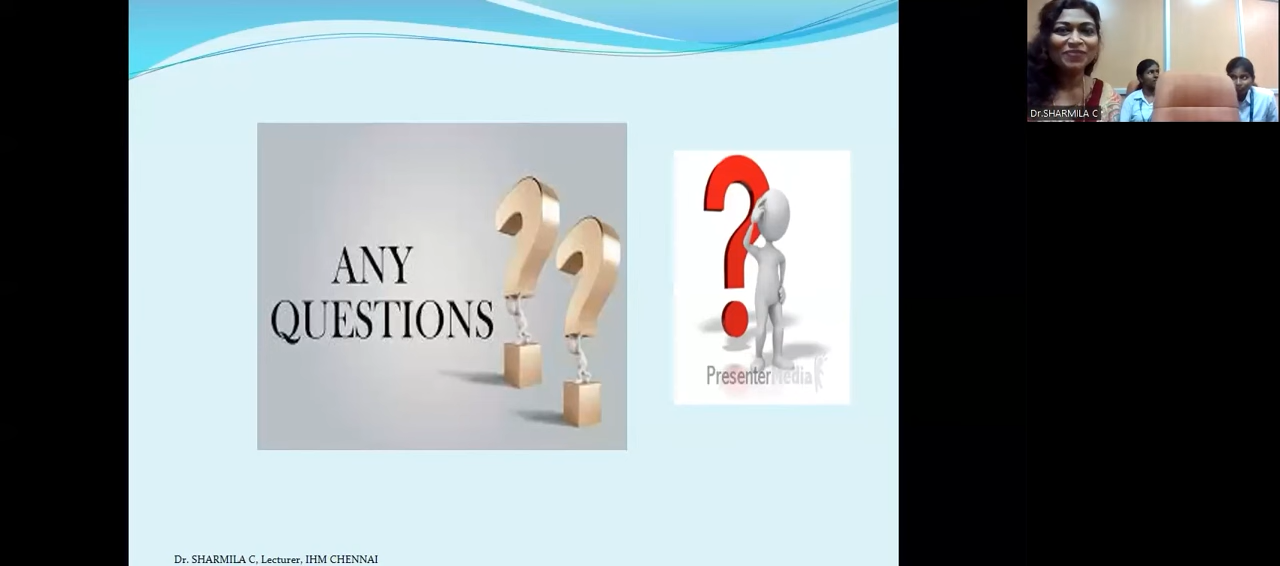 Dr.SHARMILA C
ANY
QUESTIONS
PresenterMedia
Dr. SHARMILA C, Lecturer, IHM CHENNAI